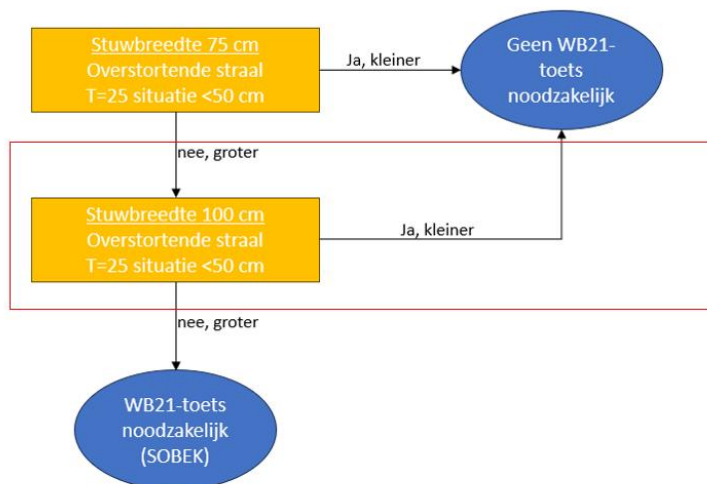 Stuwbreedte 75 cm
Overstortende straal
T=25 situatie <50 cm
Ja, kleiner
Geen WB21-
toets
noodzakelijk
nee, groter
Stuwbreedte 100 cm
Overstortende straal
T=25 situatie <50 cm
Ja, kleiner
nee, groter
WB21-toets
noodzakelijk
(SOBEK)